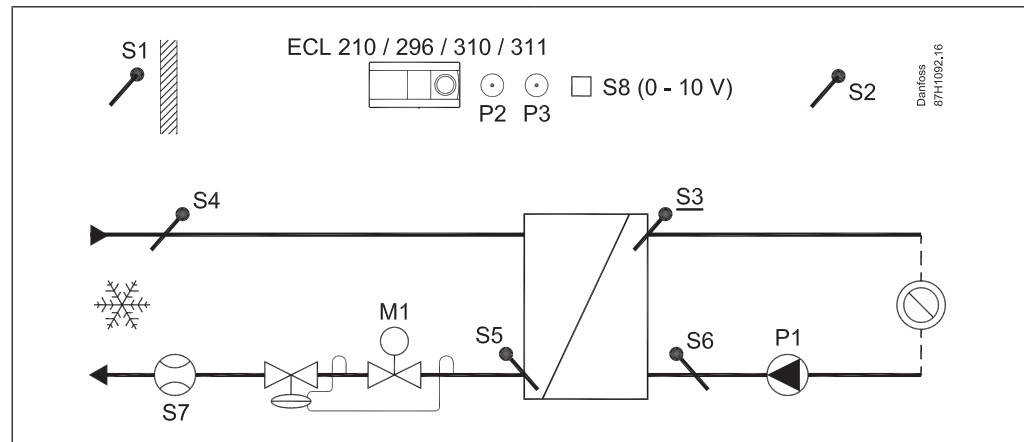 S1
ECL 210 / 296 / 310 / 311
P2
P3
S8 (0 - 10 V)
S2
Danfoss
87H1092.16
S4
S3
M1
S5
S6
P1
S7